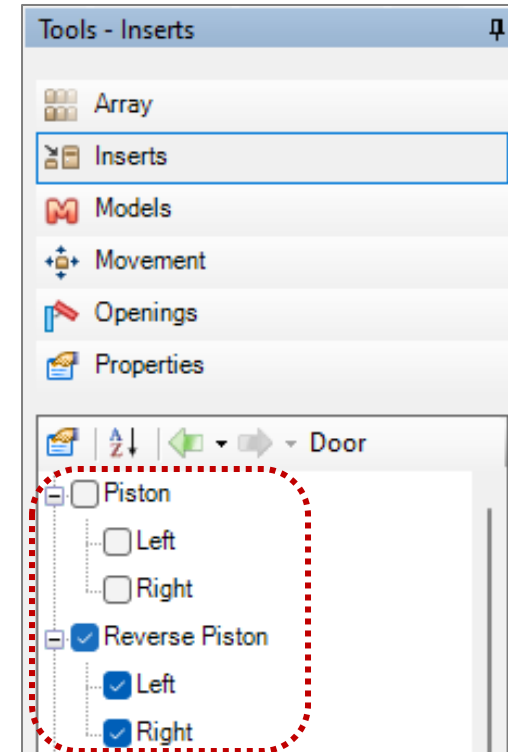 Tools - Inserts
Array
Inserts
Models
Movement
Openings
Properties
Door
Piston
Left
Right
Reverse Piston
Left
Right